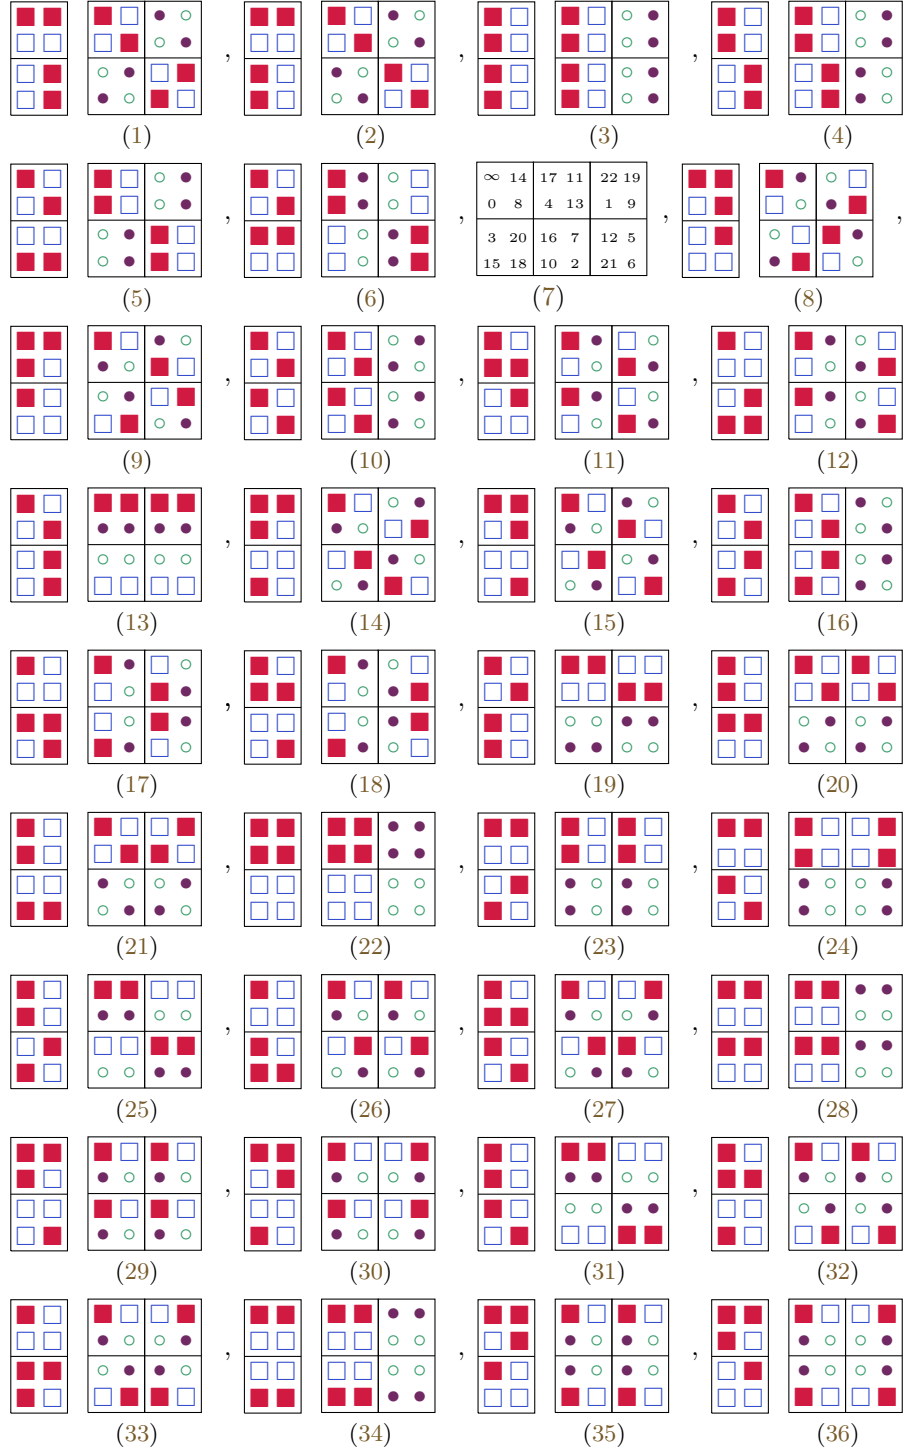 , , ,
(1) (2) (3) (4)
, , ∞ 14 17 11 22 19 , ,
0 8 4 13 1 9
3 20 16 7 12 5
15 18 10 2 21 6
(5) (6) (7) (8)
, , ,
(9) (10) (11) (12)
, , ,
(13) (14) (15) (16)
, , ,
(17) (18) (19) (20)
, , ,
(21) (22) (23) (24)
, , ,
(25) (26) (27) (28)
, , ,
(29) (30) (31) (32)
, , ,
(33) (34) (35) (36)